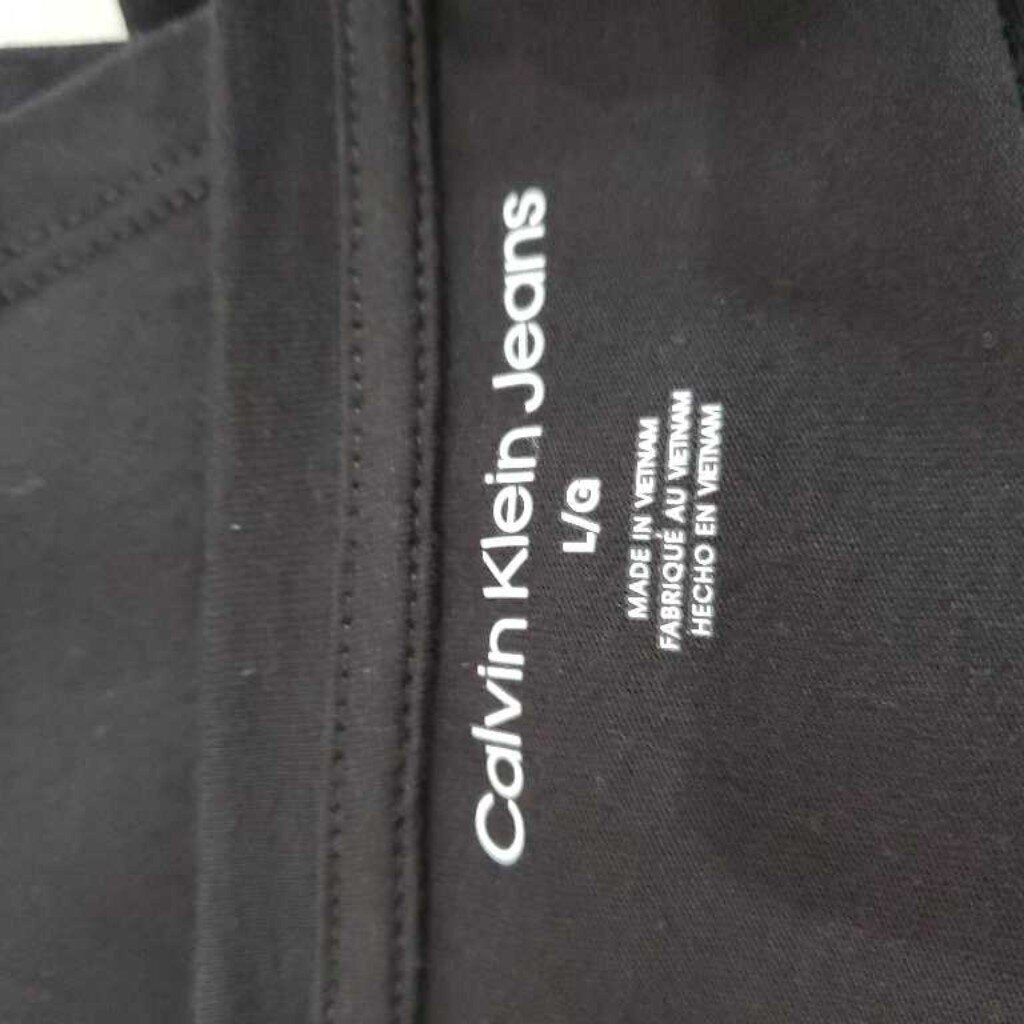 Calvin Klein Jeans
L/G
MADE IN VIETNAM
FABRIQUÉ AU VIETNAM
HECHO EN VIETNAM